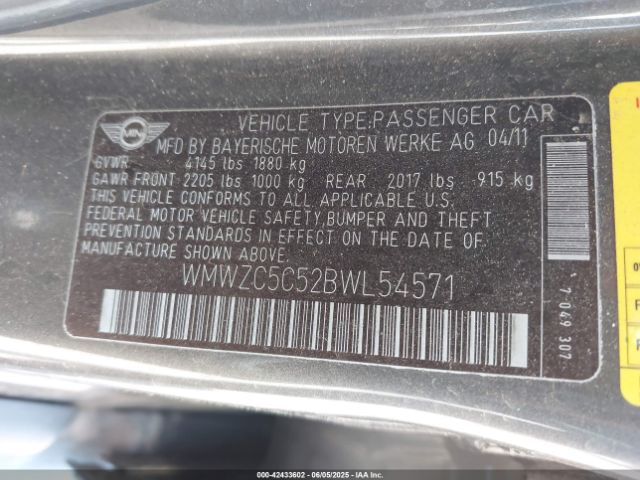 MINI
VEHICLE TYPE:PASSENGER CAR
MFD BY BAYERISCHE MOTOREN WERKE AG 04/11
GVWR 4145 lbs 1880 kg
GAWR FRONT 2205 lbs 1000 kg REAR 2017 lbs 915 kg
THIS VEHICLE CONFORMS TO ALL APPLICABLE U.S.
FEDERAL MOTOR VEHICLE SAFETY,BUMPER AND THEFT
PREVENTION STANDARDS IN EFFECT ON THE DATE OF
MANUFACTURE SHOWN ABOVE.
WMWZC5C52BWL54571
7 049 307
00-42433602 - 06/05/2025 - Copyright © IAA